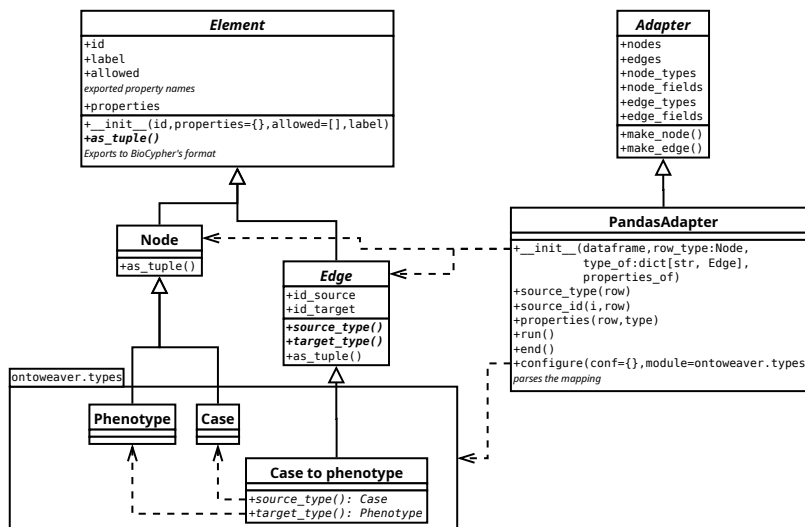 Element
+id
+label
+allowed
exported property names
+properties
+__init__(id,properties={},allowed=[],label)
+as_tuple()
Exports to BioCypher's format
Adapter
+nodes
+edges
+node_types
+node_fields
+edge_types
+edge_fields
+make_node()
+make_edge()
Node
+as_tuple()
Edge
+id_source
+id_target
+source_type()
+target_type()
+as_tuple()
PandasAdapter
+__init__(dataframe,row_type:Node,
type_of:dict[str, Edge],
properties_of)
+source_type(row)
+source_id(i,row)
+properties(row,type)
+run()
+end()
+configure(conf={},module=ontoweaver.types
parses the mapping
ontoweaver.types
Phenotype
Case
Case to phenotype
+source_type(): Case
+target_type(): Phenotype